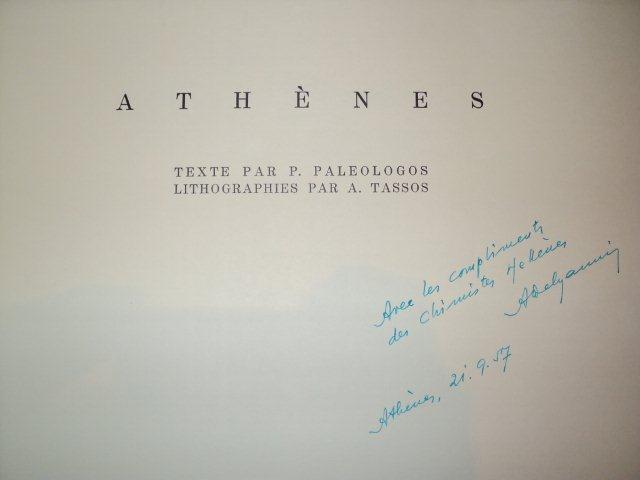 ATHÈNES
TEXTE PAR P. PALEOLOGOS
LITHOGRAPHIES PAR A. TASSOS
Avec les compliments
des Chimistes Hellènes
Athènes, 21.9.57